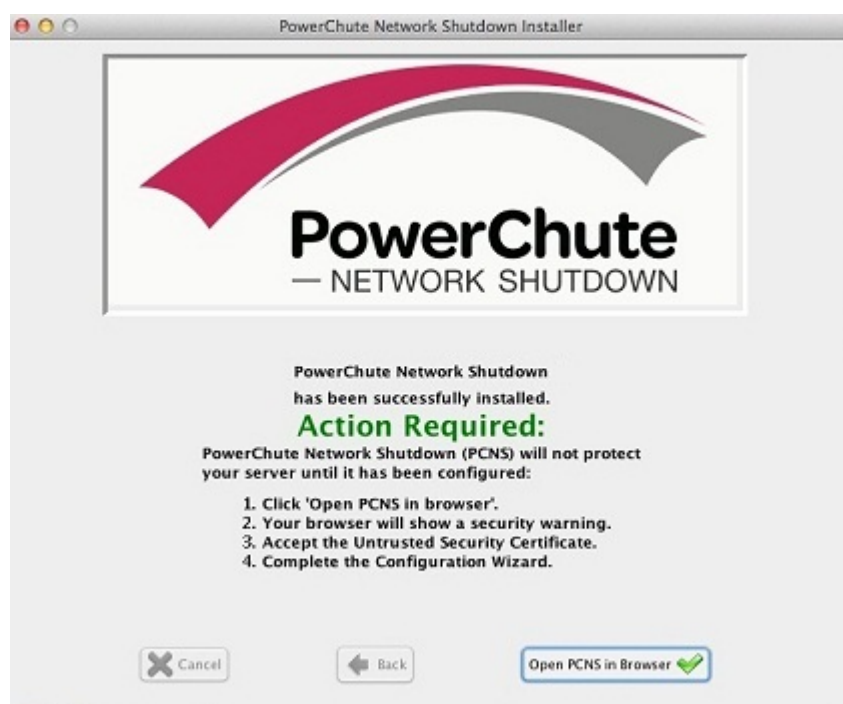 PowerChute Network Shutdown Installer
PowerChute
— NETWORK SHUTDOWN
PowerChute Network Shutdown
has been successfully installed.
Action Required:
PowerChute Network Shutdown (PCNS) will not protect
your server until it has been configured:
1. Click 'Open PCNS in browser'.
2. Your browser will show a security warning.
3. Accept the Untrusted Security Certificate.
4. Complete the Configuration Wizard.
Cancel
Back
Open PCNS in Browser